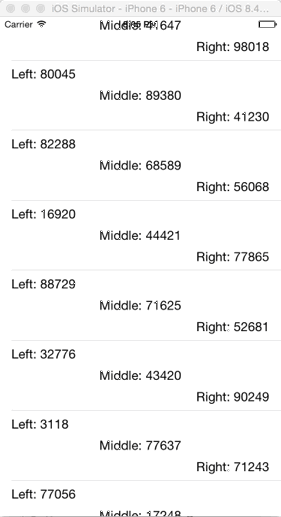 iOS Simulator - iPhone 6 - iPhone 6 / iOS 8.4...
Carrier
Middle: 41647
Right: 98018
Left: 80045
Middle: 89380
Right: 41230
Left: 82288
Middle: 68589
Right: 56068
Left: 16920
Middle: 44421
Right: 77865
Left: 88729
Middle: 71625
Right: 52681
Left: 32776
Middle: 43420
Right: 90249
Left: 3118
Middle: 77637
Right: 71243
Left: 77056
Middle: 17248